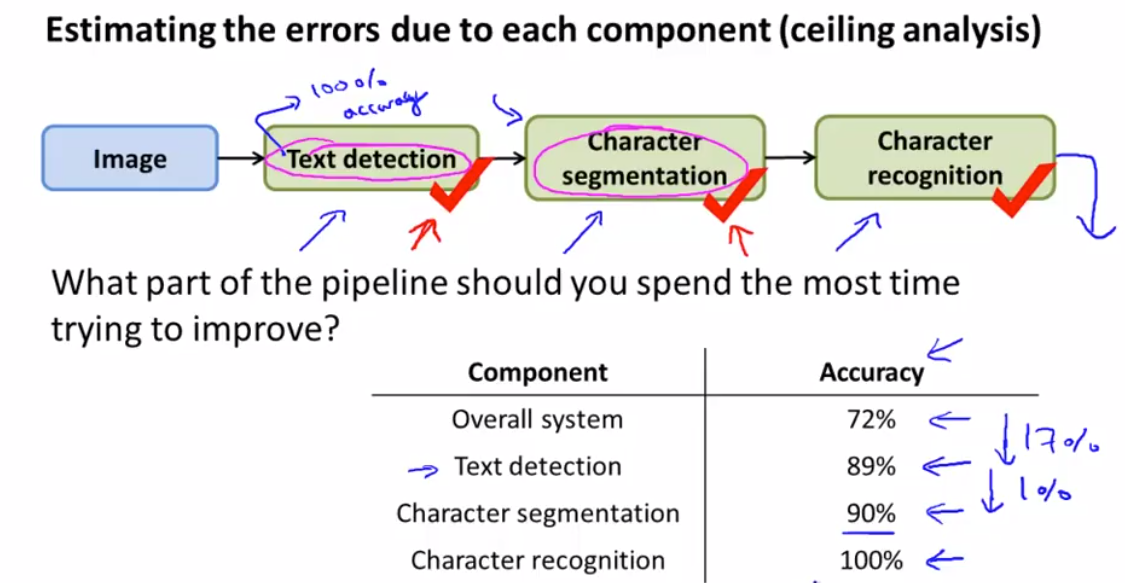 Estimating the errors due to each component (ceiling analysis)
100%
accuracy
Image
Text detection
Character
segmentation
Character
recognition
What part of the pipeline should you spend the most time
trying to improve?
Component Accuracy
Overall system 72%
17%
Text detection 89%
1%
Character segmentation 90%
Character recognition 100%